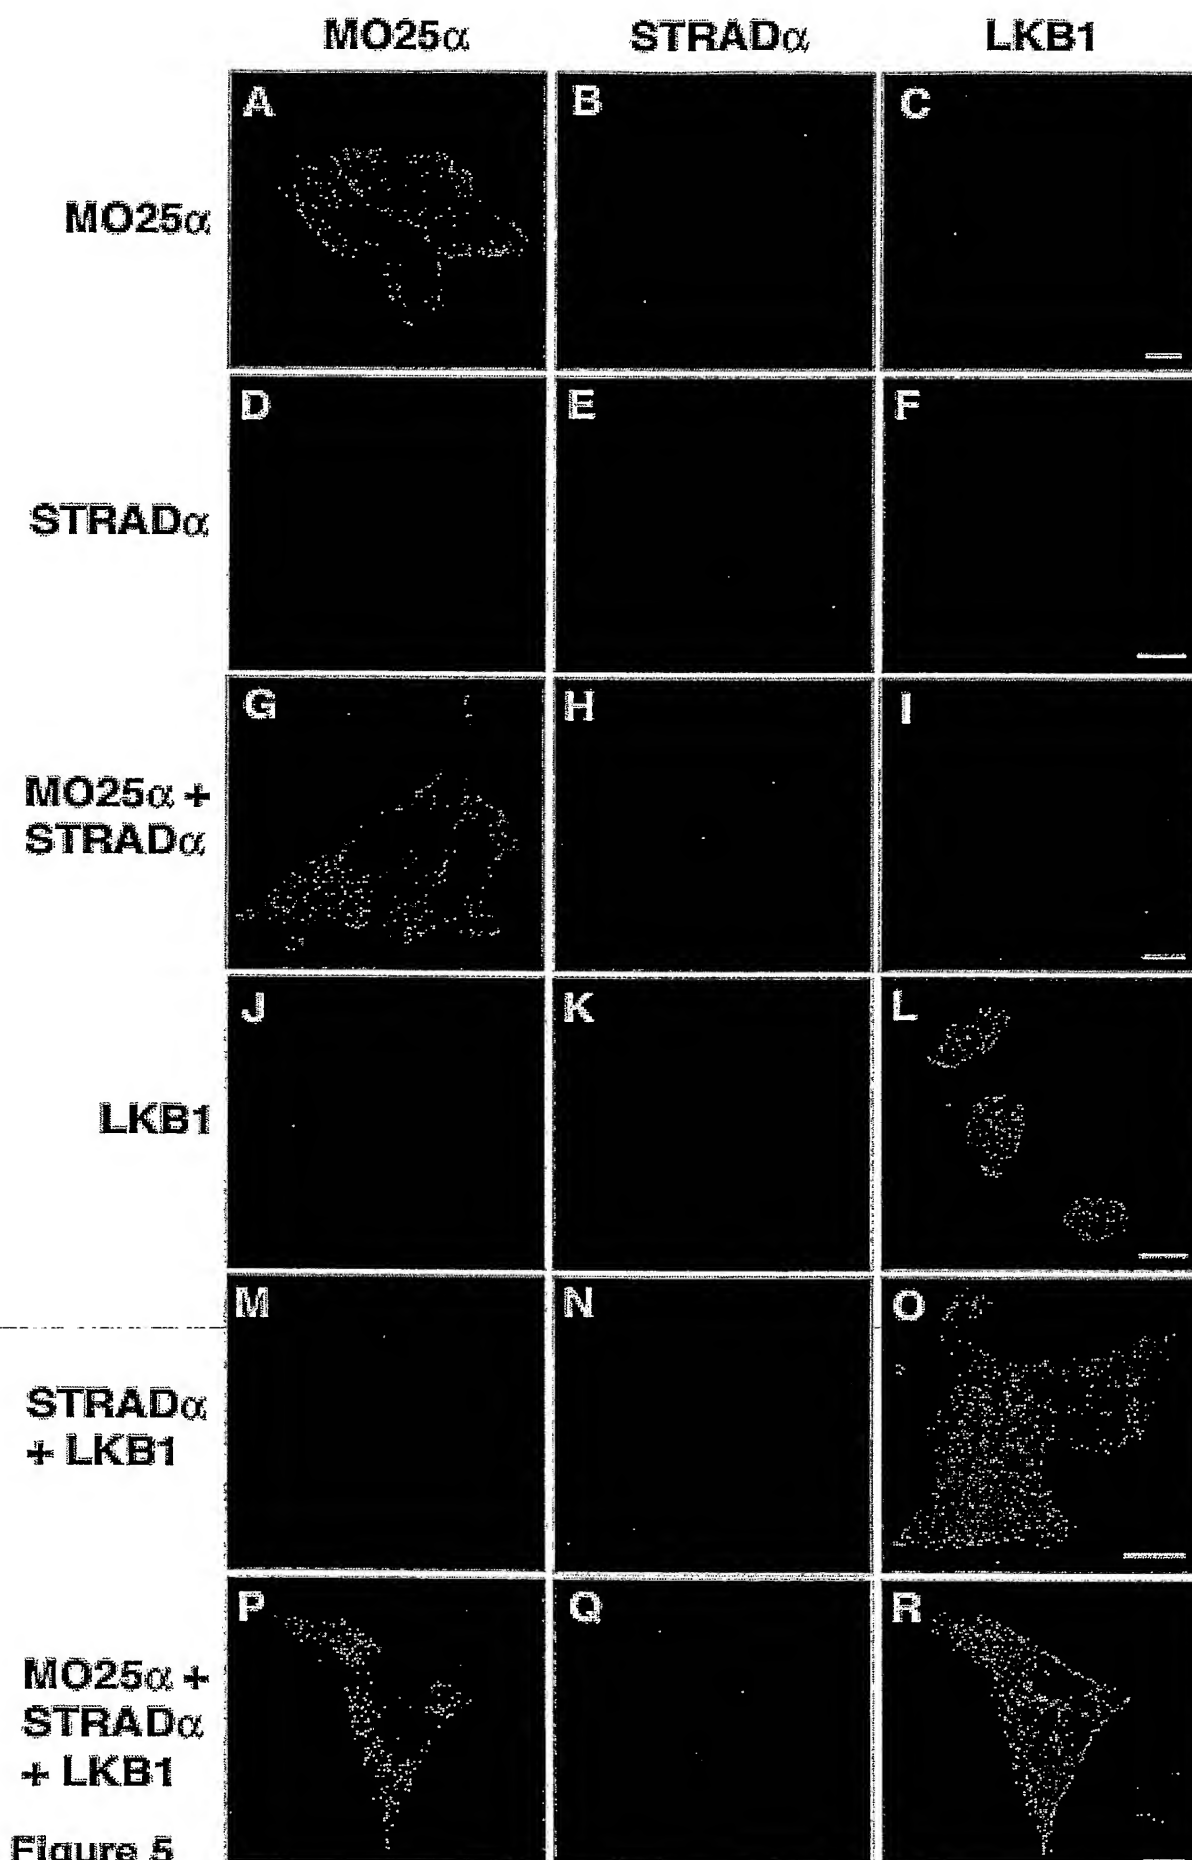 MO25α STRADα LKB1
A B C
MO25α
D E F
STRADα
G H I
MO25α +
STRADα
J K L
LKB1
M N O
STRADα
+ LKB1
P Q R
MO25α +
STRADα
+ LKB1
Figure 5